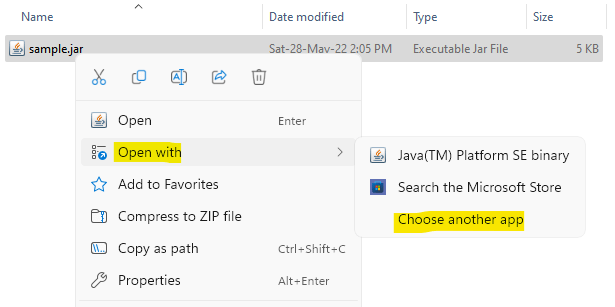 Name Date modified Type Size
sample.jar Sat-28-May-22 2:05 PM Executable Jar File 5 KB
Open Enter
Open with
Java(TM) Platform SE binary
Add to Favorites
Search the Microsoft Store
Compress to ZIP file
Choose another app
Copy as path Ctrl+Shift+C
Properties Alt+Enter